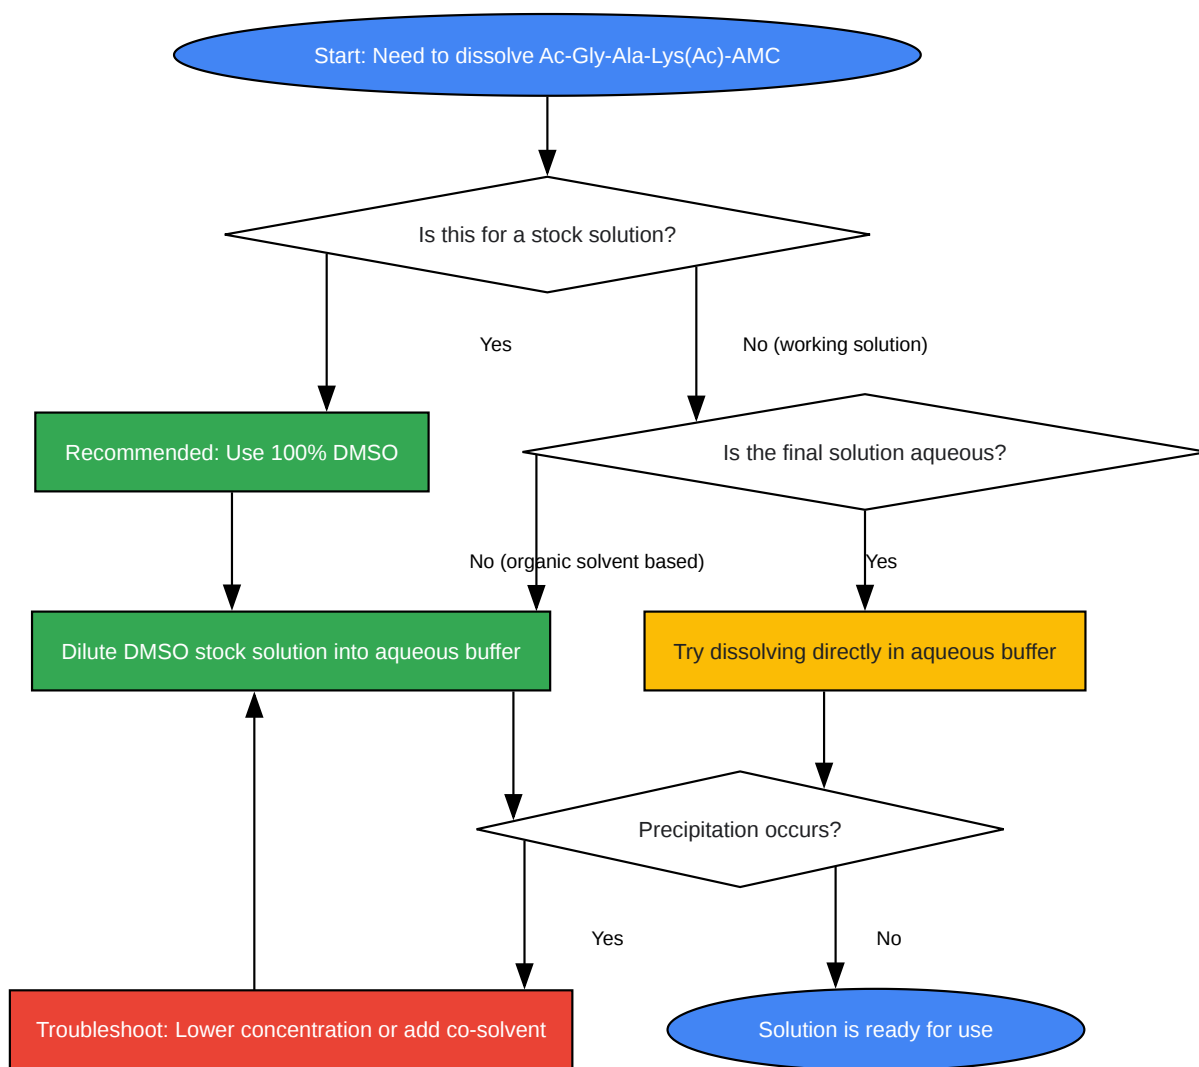 Start: Need to dissolve Ac-Gly-Ala-Lys(Ac)-AMC
Is this for a stock solution?
Yes
No (working solution)
Recommended: Use 100% DMSO
Is the final solution aqueous?
No (organic solvent based)
Yes
Dilute DMSO stock solution into aqueous buffer
Try dissolving directly in aqueous buffer
Precipitation occurs?
Yes
No
Troubleshoot: Lower concentration or add co-solvent
Solution is ready for use